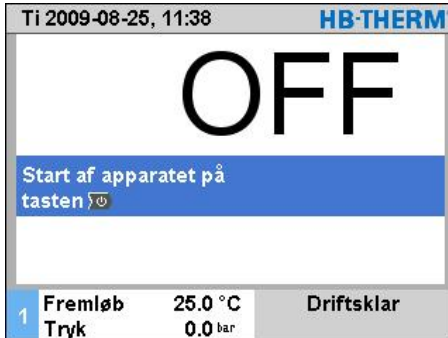 Ti 2009-08-25, 11:38 HB-THERM
OFF
Start af apparatet på
tasten
1 Fremløb 25.0 °C Driftsklar
Tryk 0.0 bar